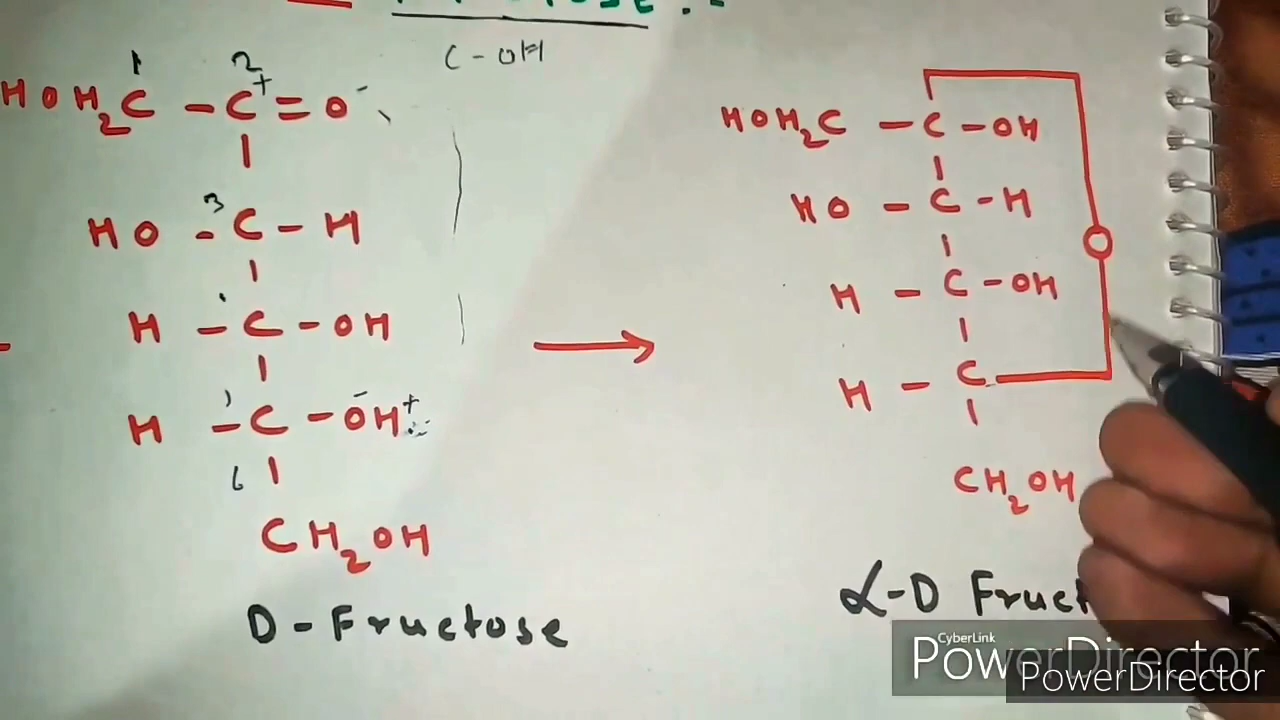 C - OH
1 2
HOH2C - C+ = O-
3
HO - C - H
H - C - OH
H - C - OH+
6
CH2OH
D - Fructose
HOH2C - C - OH
HO - C - H
H - C - OH
O
H - C
CH2OH
α-D Fruct
CyberLink
PowerDirector
PowerDirector